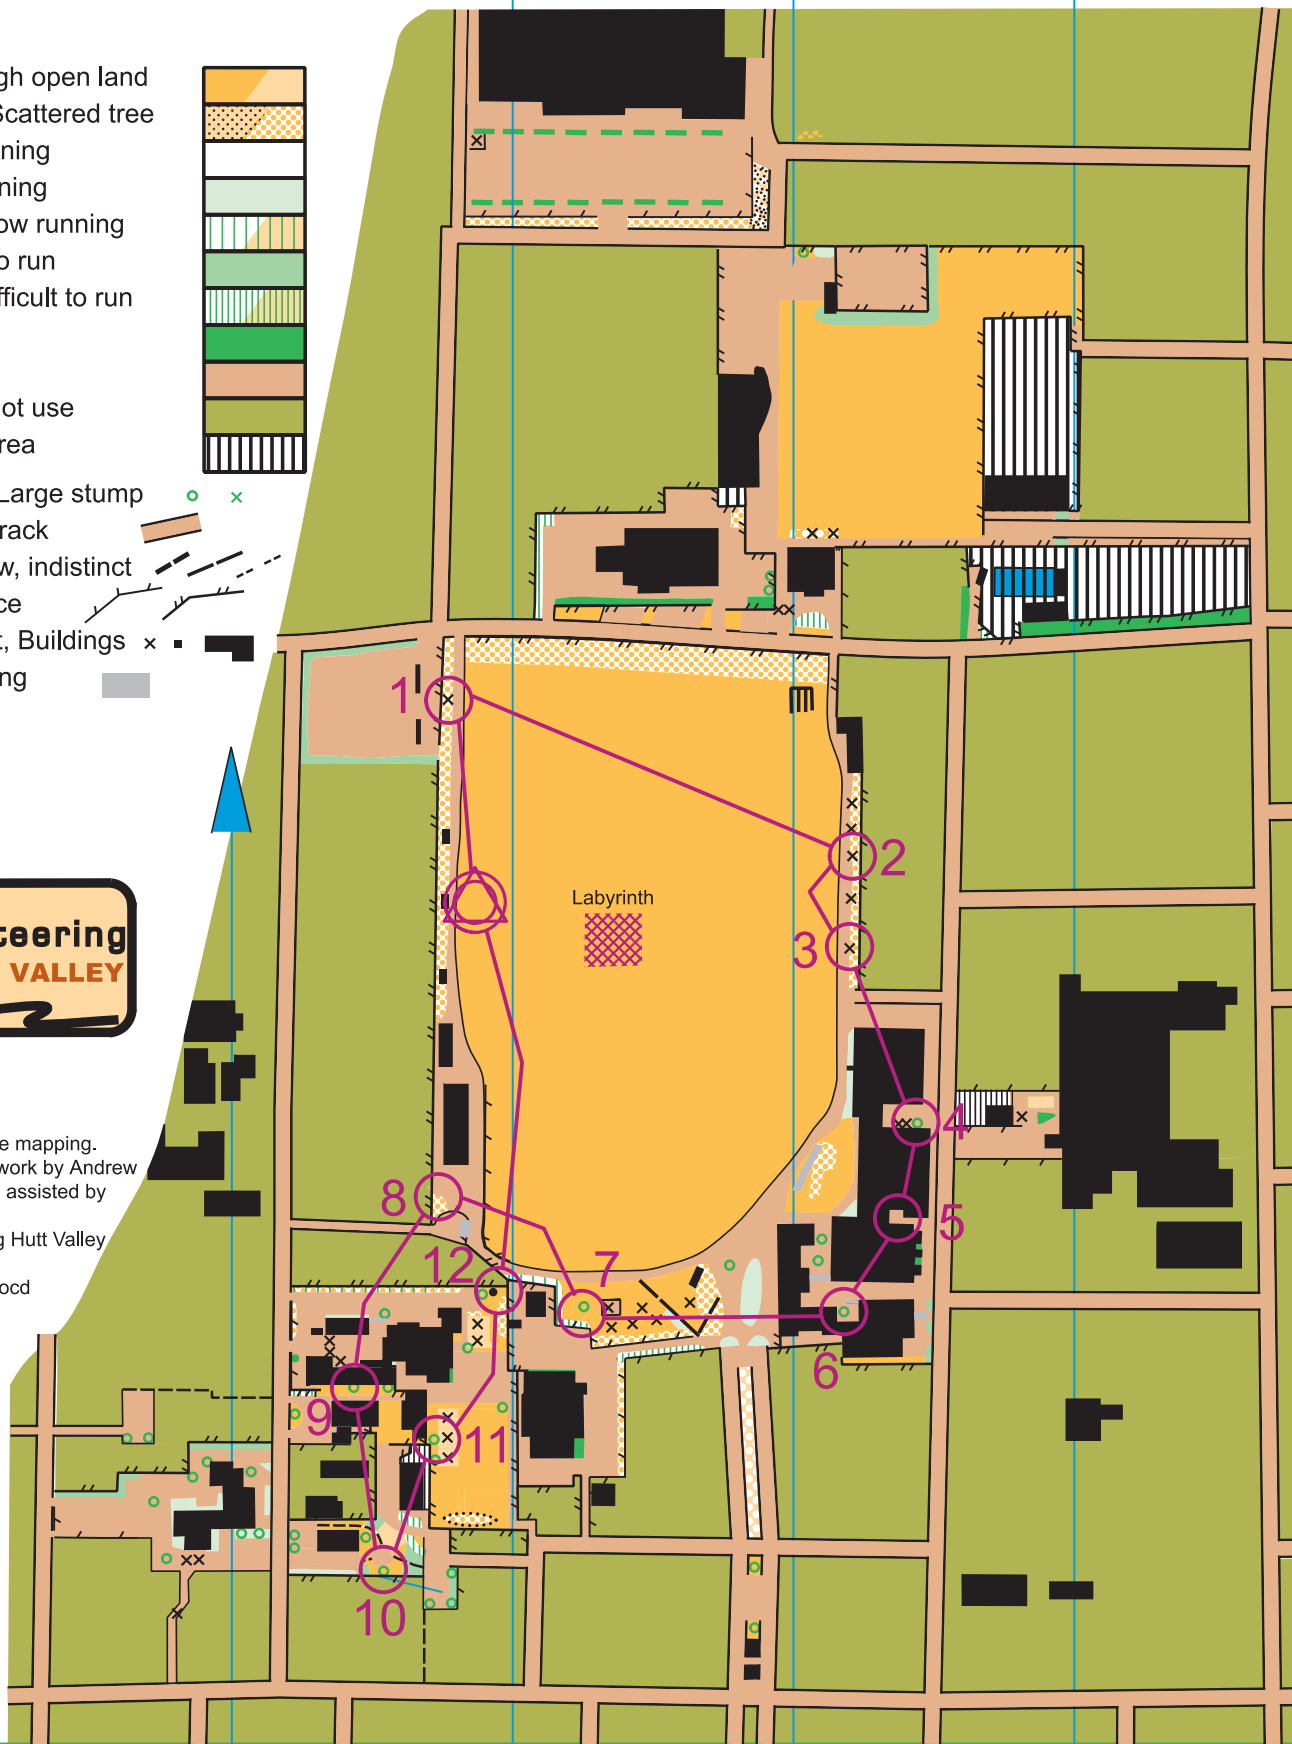 gh open land
Scattered tree
ning
ning
ow running
o run
fficult to run
ot use
rea
Large stump
rack
w, indistinct
ce
t, Buildings
ng
teering
VALLEY
e mapping.
work by Andrew
assisted by
g Hutt Valley
ocd
1
2
Labyrinth
3
4
8
5
12
7
6
9
11
10